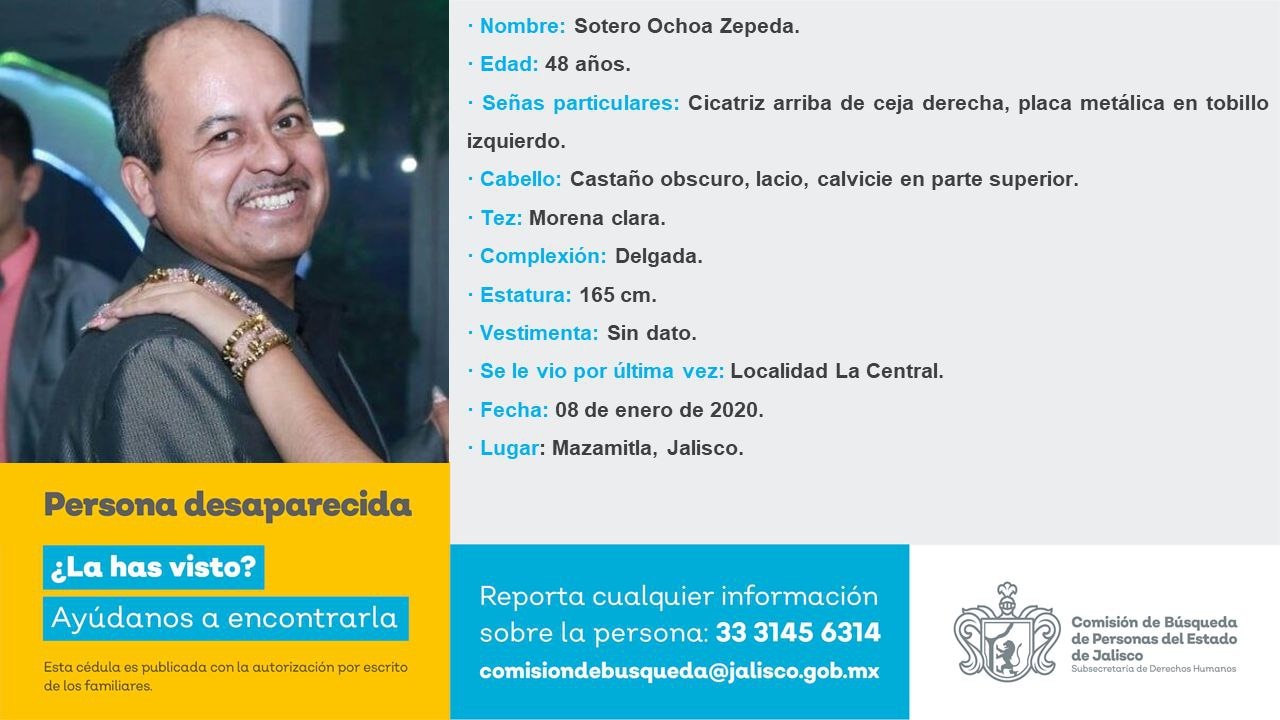 · Nombre: Sotero Ochoa Zepeda.
· Edad: 48 años.
· Señas particulares: Cicatriz arriba de ceja derecha, placa metálica en tobillo
izquierdo.
· Cabello: Castaño obscuro, lacio, calvicie en parte superior.
· Tez: Morena clara.
· Complexión: Delgada.
· Estatura: 165 cm.
· Vestimenta: Sin dato.
· Se le vio por última vez: Localidad La Central.
· Fecha: 08 de enero de 2020.
· Lugar: Mazamitla, Jalisco.
Persona desaparecida
¿La has visto?
Ayúdanos a encontrarla
Esta cédula es publicada con la autorización por escrito
de los familiares.
Reporta cualquier información
sobre la persona: 33 3145 6314
comisiondebusqueda@jalisco.gob.mx
Comisión de Búsqueda
de Personas del Estado
de Jalisco
Subsecretaría de Derechos Humanos